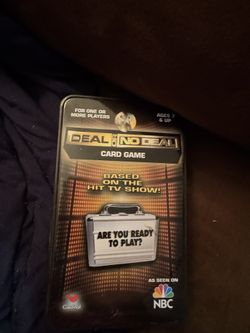 FOR ONE OR
MORE PLAYERS
AGES 7
& UP
DEAL OR NO DEAL
CARD GAME
BASED
ON THE
HIT TV SHOW!
ARE YOU READY
TO PLAY?
AS SEEN ON
NBC